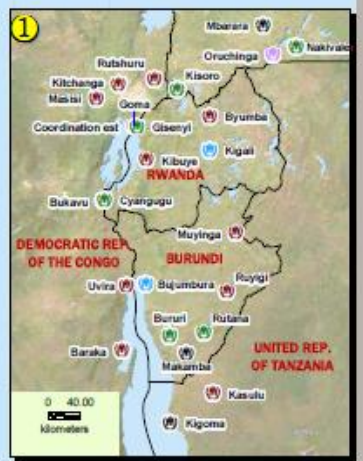 1
Mbarara
Oruchinga
Nakivale
Rutshuru
Kisoro
Kitchanga
Masisi
Goma
Byumba
Coordination est
Gisenyi
Kigali
Kibuye
RWANDA
Bukavu
Cyangugu
Muyinga
DEMOCRATIC REP.
OF THE CONGO
BURUNDI
Uvira
Bujumbura
Ruyigi
Bururi
Rutana
Baraka
Makamba
UNITED REP.
OF TANZANIA
Kasulu
0 40.00
kilometers
Kigoma